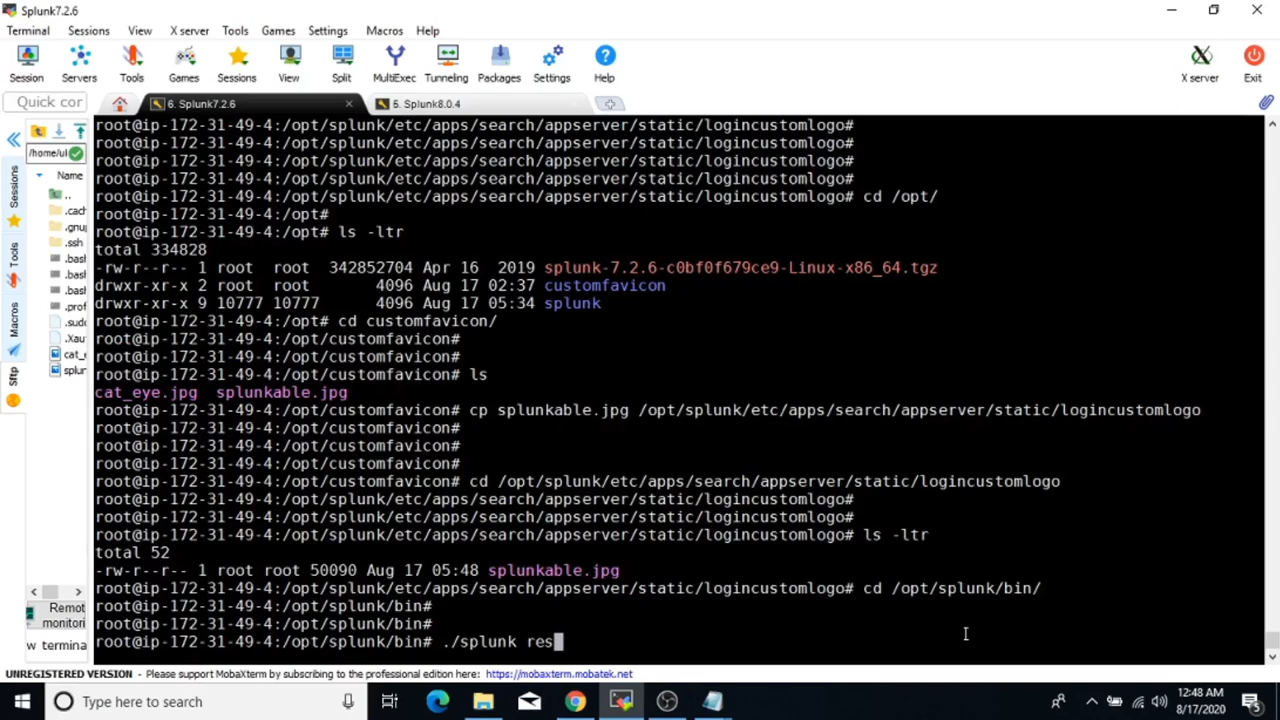 Splunk7.2.6
Terminal Sessions View X server Tools Games Settings Macros Help
Session Servers Tools Games Sessions View Split MultiExec Tunneling Packages Settings Help X server Exit
Quick cor
6. Splunk7.2.6
5. Splunk8.0.4
/home/ul
Name
..
.cac
.gnu
.ssh
.bas
.bas
.bas
.prof
.sud
.Xau
cat_
splun
Sessions
Tools
Macros
Sftp
Remot
monitori
w termina
root@ip-172-31-49-4:/opt/splunk/etc/apps/search/appserver/static/logincustomlogo#
root@ip-172-31-49-4:/opt/splunk/etc/apps/search/appserver/static/logincustomlogo#
root@ip-172-31-49-4:/opt/splunk/etc/apps/search/appserver/static/logincustomlogo#
root@ip-172-31-49-4:/opt/splunk/etc/apps/search/appserver/static/logincustomlogo#
root@ip-172-31-49-4:/opt/splunk/etc/apps/search/appserver/static/logincustomlogo# cd /opt/
root@ip-172-31-49-4:/opt#
root@ip-172-31-49-4:/opt# ls -ltr
total 334828
-rw-r--r-- 1 root root 342852704 Apr 16 2019 splunk-7.2.6-c0bf0f679ce9-Linux-x86_64.tgz
drwxr-xr-x 2 root root 4096 Aug 17 02:37 customfavicon
drwxr-xr-x 9 10777 10777 4096 Aug 17 05:34 splunk
root@ip-172-31-49-4:/opt# cd customfavicon/
root@ip-172-31-49-4:/opt/customfavicon#
root@ip-172-31-49-4:/opt/customfavicon#
root@ip-172-31-49-4:/opt/customfavicon# ls
cat_eye.jpg splunkable.jpg
root@ip-172-31-49-4:/opt/customfavicon# cp splunkable.jpg /opt/splunk/etc/apps/search/appserver/static/logincustomlogo
root@ip-172-31-49-4:/opt/customfavicon#
root@ip-172-31-49-4:/opt/customfavicon#
root@ip-172-31-49-4:/opt/customfavicon#
root@ip-172-31-49-4:/opt/customfavicon# cd /opt/splunk/etc/apps/search/appserver/static/logincustomlogo
root@ip-172-31-49-4:/opt/splunk/etc/apps/search/appserver/static/logincustomlogo#
root@ip-172-31-49-4:/opt/splunk/etc/apps/search/appserver/static/logincustomlogo#
root@ip-172-31-49-4:/opt/splunk/etc/apps/search/appserver/static/logincustomlogo# ls -ltr
total 52
-rw-r--r-- 1 root root 50090 Aug 17 05:48 splunkable.jpg
root@ip-172-31-49-4:/opt/splunk/etc/apps/search/appserver/static/logincustomlogo# cd /opt/splunk/bin/
root@ip-172-31-49-4:/opt/splunk/bin#
root@ip-172-31-49-4:/opt/splunk/bin#
root@ip-172-31-49-4:/opt/splunk/bin# ./splunk res
UNREGISTERED VERSION - Please support MobaXterm by subscribing to the professional edition here: https://mobaxterm.mobatek.net
Type here to search
12:48 AM
8/17/2020
5